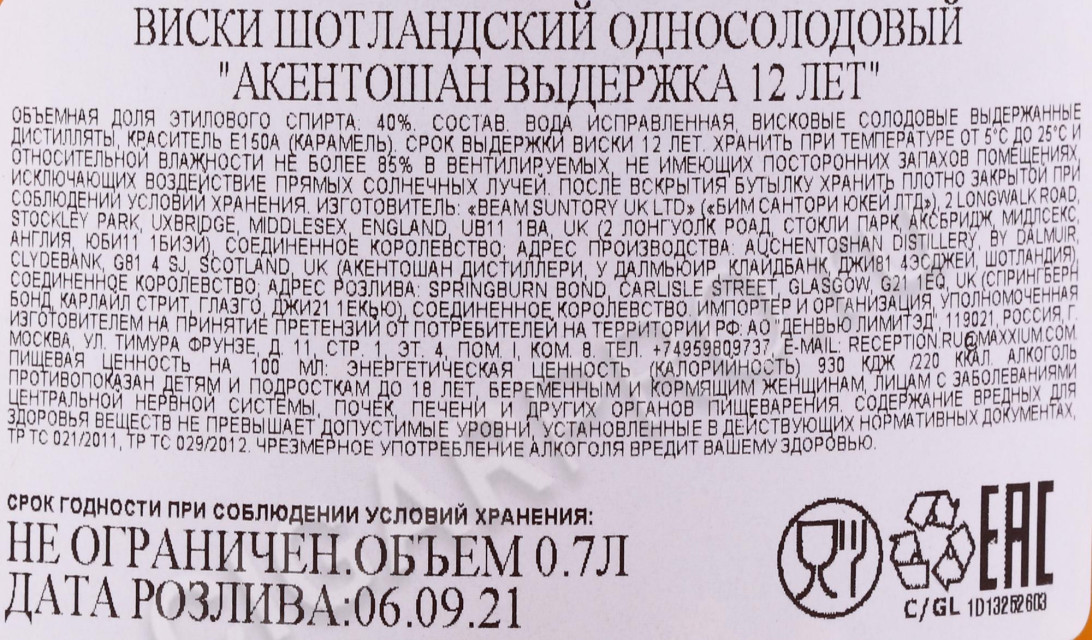 ВИСКИ ШОТЛАНДСКИЙ ОДНОСОЛОДОВЫЙ
"АКЕНТОШАН ВЫДЕРЖКА 12 ЛЕТ"
ОБЪЕМНАЯ ДОЛЯ ЭТИЛОВОГО СПИРТА: 40%. СОСТАВ: ВОДА ИСПРАВЛЕННАЯ, ВИСКОВЫЕ СОЛОДОВЫЕ ВЫДЕРЖАННЫЕ
ДИСТИЛЛЯТЫ, КРАСИТЕЛЬ Е150А (КАРАМЕЛЬ). СРОК ВЫДЕРЖКИ ВИСКИ 12 ЛЕТ. ХРАНИТЬ ПРИ ТЕМПЕРАТУРЕ ОТ 5°С ДО 25°С И
ОТНОСИТЕЛЬНОЙ ВЛАЖНОСТИ НЕ БОЛЕЕ 85% В ВЕНТИЛИРУЕМЫХ, НЕ ИМЕЮЩИХ ПОСТОРОННИХ ЗАПАХОВ ПОМЕЩЕНИЯХ,
ИСКЛЮЧАЮЩИХ ВОЗДЕЙСТВИЕ ПРЯМЫХ СОЛНЕЧНЫХ ЛУЧЕЙ. ПОСЛЕ ВСКРЫТИЯ БУТЫЛКУ ХРАНИТЬ ПЛОТНО ЗАКРЫТОЙ ПРИ
СОБЛЮДЕНИИ УСЛОВИЙ ХРАНЕНИЯ. ИЗГОТОВИТЕЛЬ: «BEAM SUNTORY UK LTD» («БИМ САНТОРИ ЮКЕЙ ЛТД»), 2 LONGWALK ROAD,
STOCKLEY PARK, UXBRIDGE, MIDDLESEX, ENGLAND, UB11 1BA, UK (2 ЛОНГУОЛК РОАД, СТОКЛИ ПАРК, АКСБРИДЖ, МИДЛСЕКС,
АНГЛИЯ, ЮБИ11 1БИЭЙ), СОЕДИНЕННОЕ КОРОЛЕВСТВО; АДРЕС ПРОИЗВОДСТВА: AUCHENTOSHAN DISTILLERY, BY DALMUIR,
CLYDEBANK, G81 4 SJ, SCOTLAND, UK (АКЕНТОШАН ДИСТИЛЛЕРИ, У ДАЛМЬЮИР, КЛАЙДБАНК, ДЖИ81 4ЭСДЖЕЙ, ШОТЛАНДИЯ),
СОЕДИНЕННОЕ КОРОЛЕВСТВО; АДРЕС РОЗЛИВА: SPRINGBURN BOND, CARLISLE STREET, GLASGOW, G21 1EQ, UK (СПРИНГБЕРН
БОНД, КАРЛАЙЛ СТРИТ, ГЛАЗГО, ДЖИ21 1ЕКЬЮ), СОЕДИНЕННОЕ КОРОЛЕВСТВО. ИМПОРТЕР И ОРГАНИЗАЦИЯ, УПОЛНОМОЧЕННАЯ
ИЗГОТОВИТЕЛЕМ НА ПРИНЯТИЕ ПРЕТЕНЗИЙ ОТ ПОТРЕБИТЕЛЕЙ НА ТЕРРИТОРИИ РФ: АО "ДЕНВЬЮ ЛИМИТЭД", 119021, РОССИЯ, Г.
МОСКВА, УЛ. ТИМУРА ФРУНЗЕ, Д. 11, СТР. 1, ЭТ. 4, ПОМ. I, КОМ. 8. ТЕЛ. +74959809737, E-MAIL: RECEPTION.RU@MAXXIUM.COM.
ПИЩЕВАЯ ЦЕННОСТЬ НА 100 МЛ: ЭНЕРГЕТИЧЕСКАЯ ЦЕННОСТЬ (КАЛОРИЙНОСТЬ) 930 КДЖ /220 ККАЛ. АЛКОГОЛЬ
ПРОТИВОПОКАЗАН ДЕТЯМ И ПОДРОСТКАМ ДО 18 ЛЕТ, БЕРЕМЕННЫМ И КОРМЯЩИМ ЖЕНЩИНАМ, ЛИЦАМ С ЗАБОЛЕВАНИЯМИ
ЦЕНТРАЛЬНОЙ НЕРВНОЙ СИСТЕМЫ, ПОЧЕК, ПЕЧЕНИ И ДРУГИХ ОРГАНОВ ПИЩЕВАРЕНИЯ. СОДЕРЖАНИЕ ВРЕДНЫХ ДЛЯ
ЗДОРОВЬЯ ВЕЩЕСТВ НЕ ПРЕВЫШАЕТ ДОПУСТИМЫЕ УРОВНИ, УСТАНОВЛЕННЫЕ В ДЕЙСТВУЮЩИХ НОРМАТИВНЫХ ДОКУМЕНТАХ,
ТР ТС 021/2011, ТР ТС 029/2012. ЧРЕЗМЕРНОЕ УПОТРЕБЛЕНИЕ АЛКОГОЛЯ ВРЕДИТ ВАШЕМУ ЗДОРОВЬЮ.
СРОК ГОДНОСТИ ПРИ СОБЛЮДЕНИИ УСЛОВИЙ ХРАНЕНИЯ:
НЕ ОГРАНИЧЕН.ОБЪЕМ 0.7Л
ДАТА РОЗЛИВА:06.09.21
EAC
C/GL 1D13252603